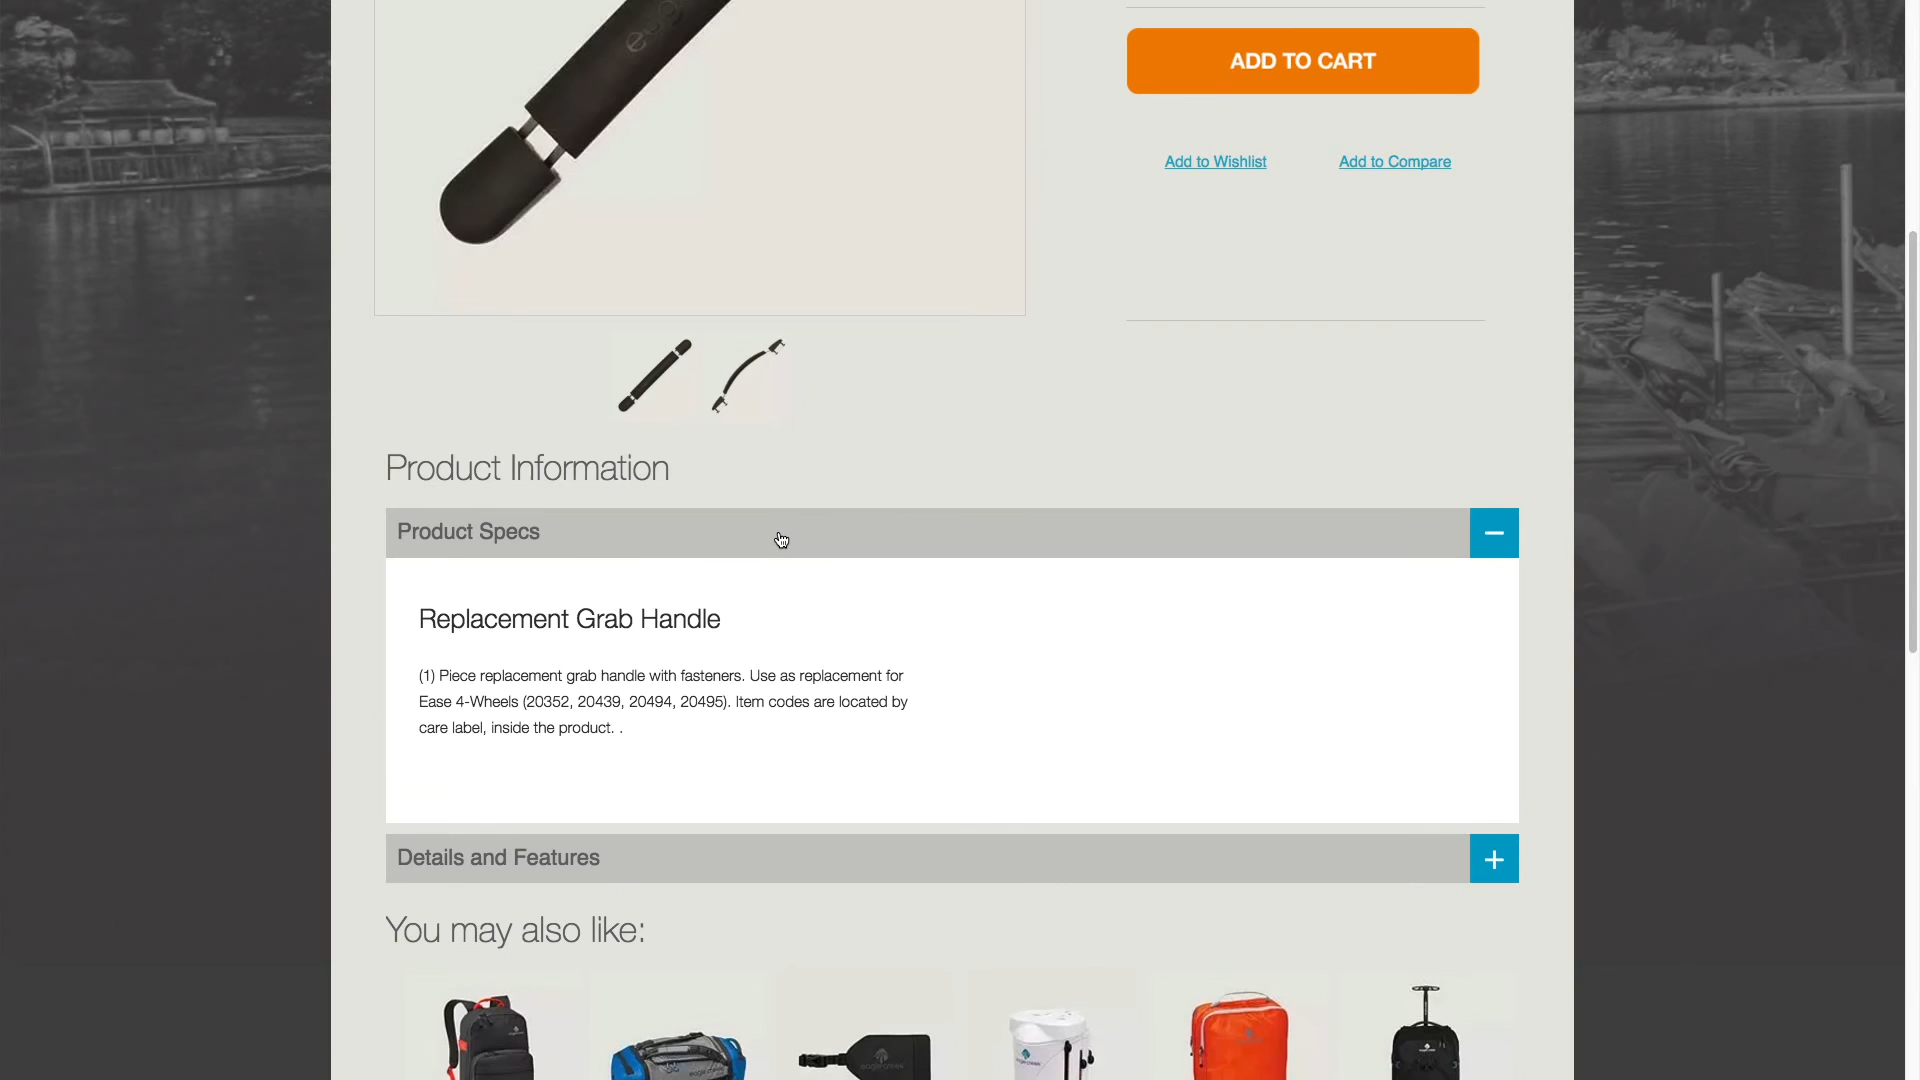 ADD TO CART
Add to Wishlist
Add to Compare
Product Information
Product Specs
Replacement Grab Handle
(1) Piece replacement grab handle with fasteners. Use as replacement for
Ease 4-Wheels (20352, 20439, 20494, 20495). Item codes are located by
care label, inside the product. .
Details and Features
You may also like: